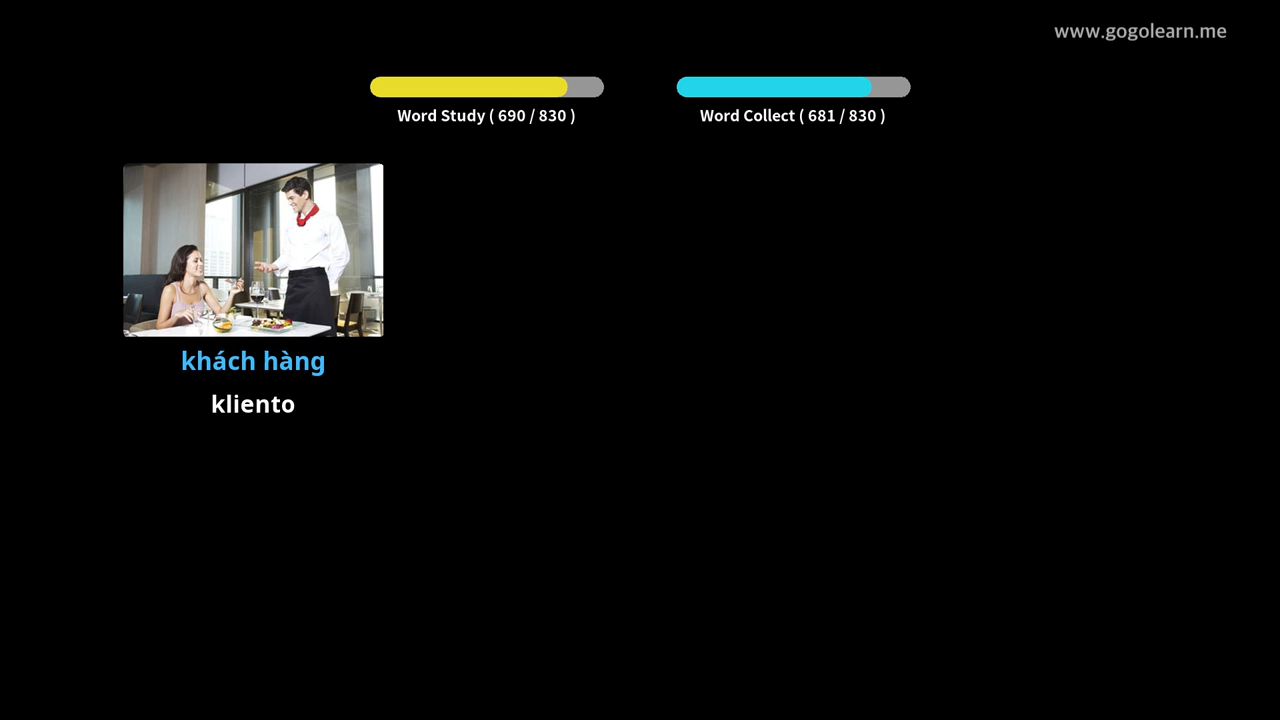 www.gogolearn.me
Word Study ( 690 / 830 )
Word Collect ( 681 / 830 )
khách hàng
kliento